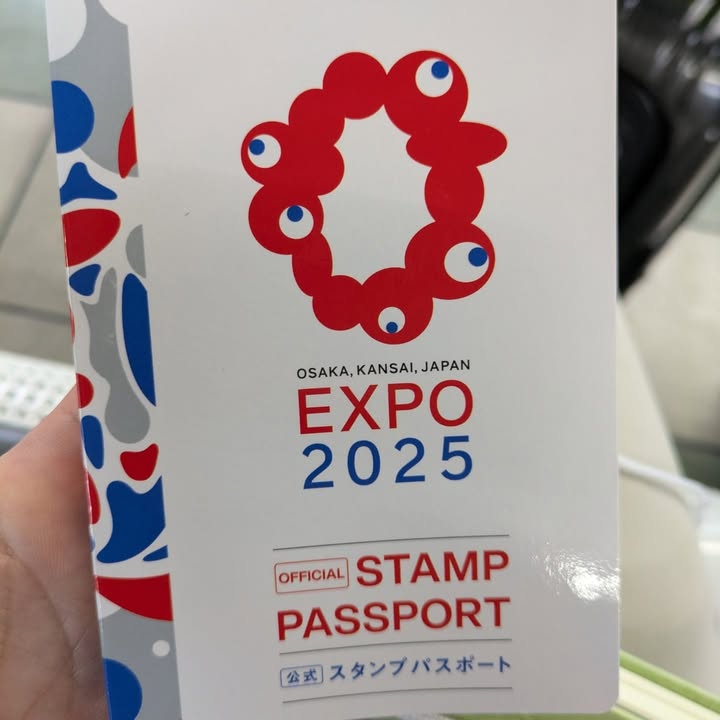 OSAKA, KANSAI, JAPAN
EXPO
2025
OFFICIAL STAMP
PASSPORT
公式 スタンプパスポート